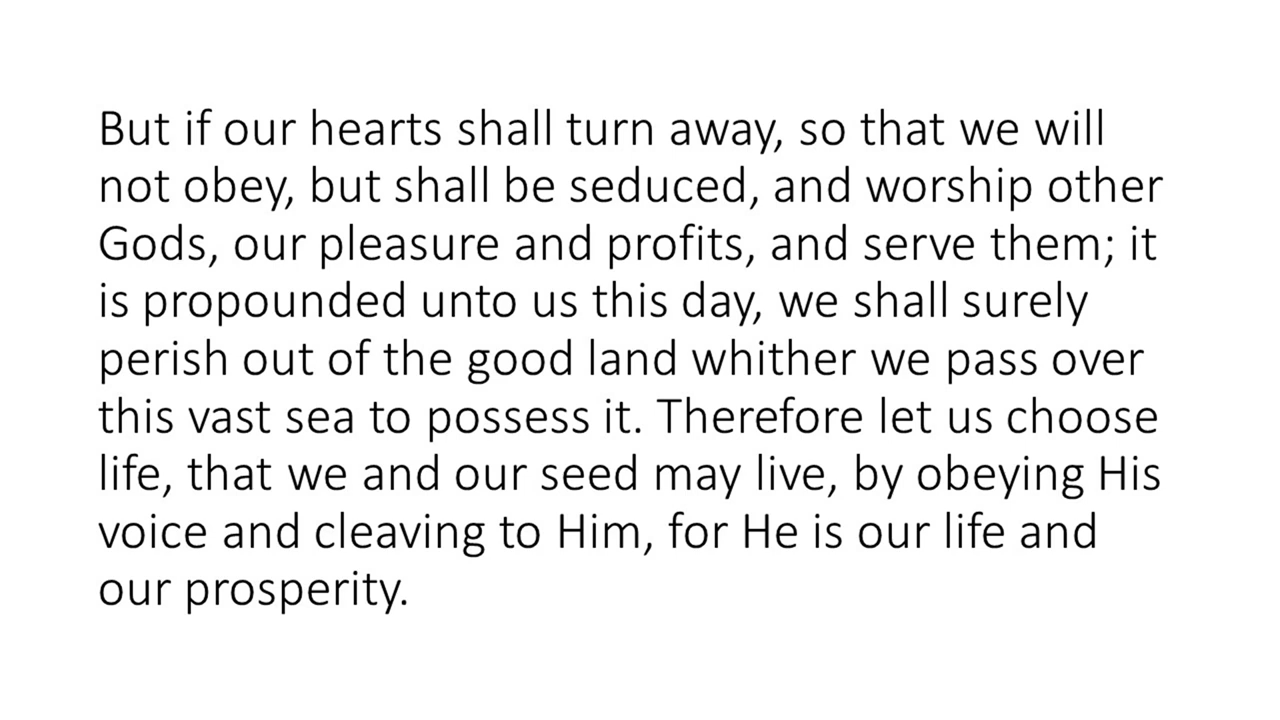 But if our hearts shall turn away, so that we will
not obey, but shall be seduced, and worship other
Gods, our pleasure and profits, and serve them; it
is propounded unto us this day, we shall surely
perish out of the good land whither we pass over
this vast sea to possess it. Therefore let us choose
life, that we and our seed may live, by obeying His
voice and cleaving to Him, for He is our life and
our prosperity.